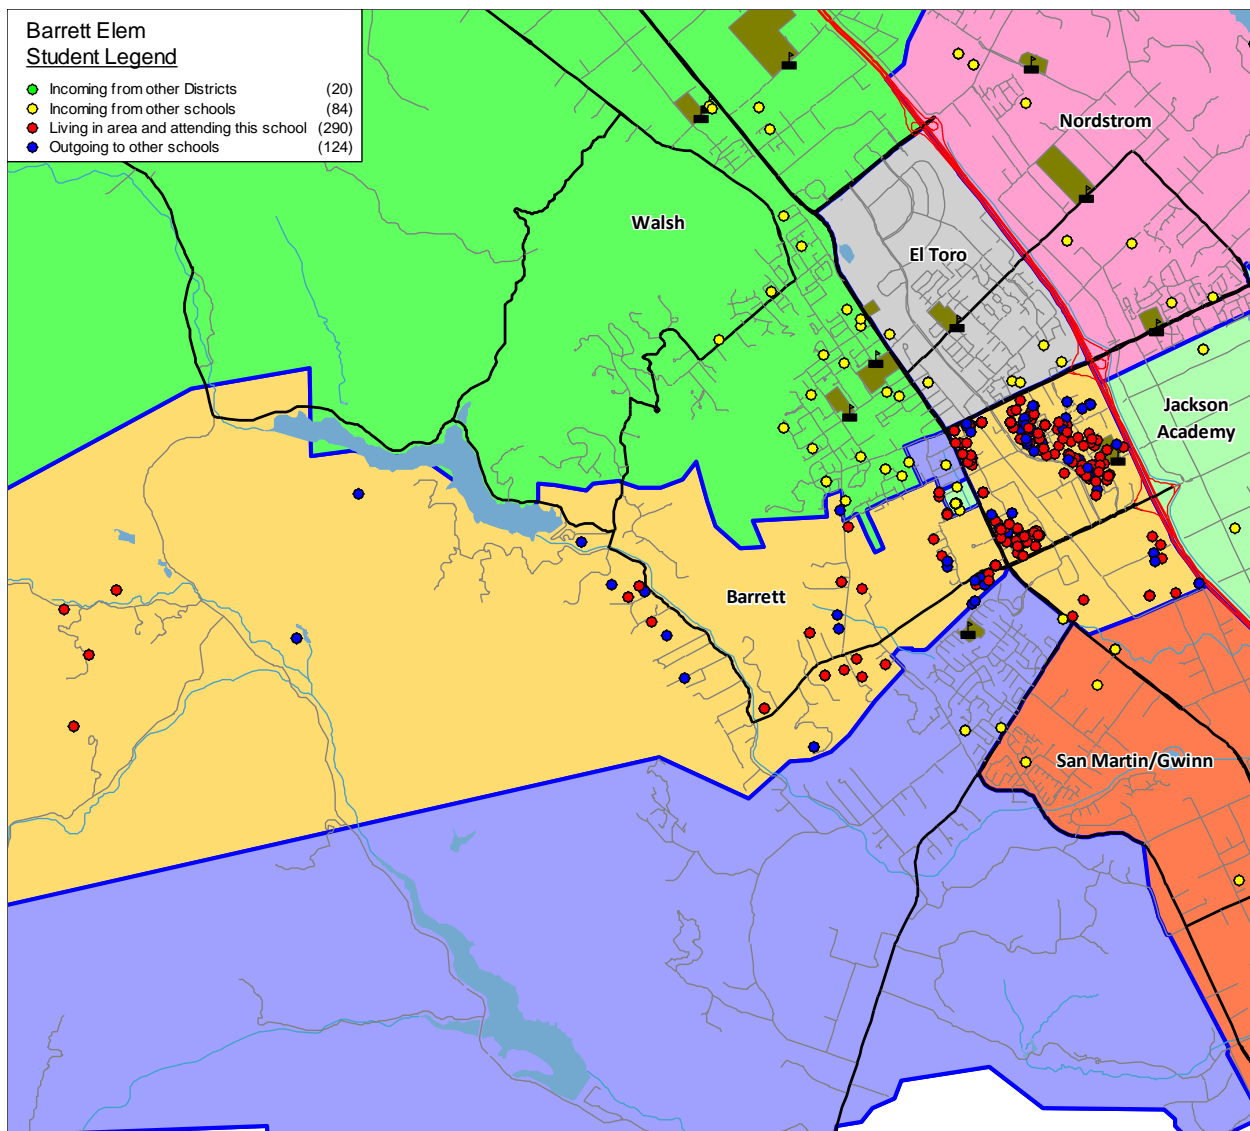 Barrett Elem
Student Legend
Incoming from other Districts (20)
Incoming from other schools (84)
Living in area and attending this school (290)
Outgoing to other schools (124)
Nordstrom
Walsh
El Toro
Jackson
Academy
Barrett
San Martin/Gwinn